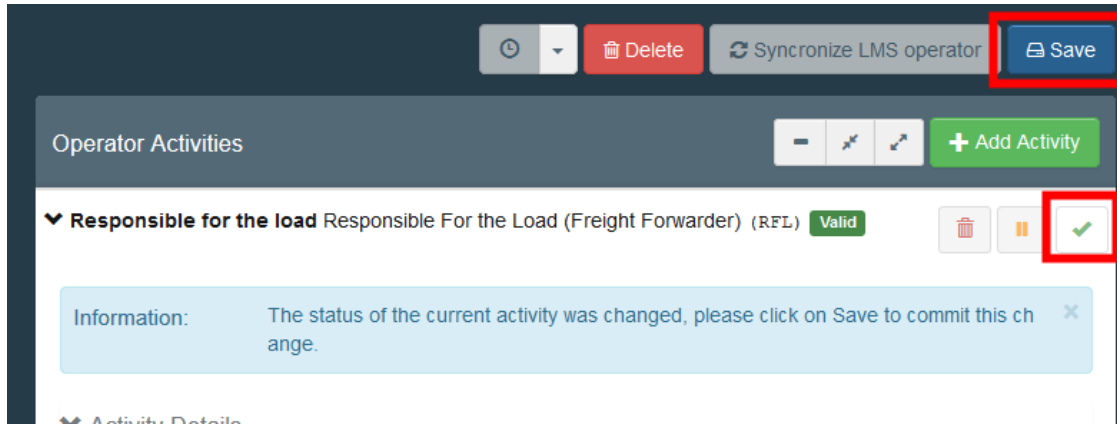 Delete Syncronize LMS operator Save
Operator Activities Add Activity
Responsible for the load Responsible For the Load (Freight Forwarder) (RFL) Valid
Information: The status of the current activity was changed, please click on Save to commit this ch
ange.
Activity Details